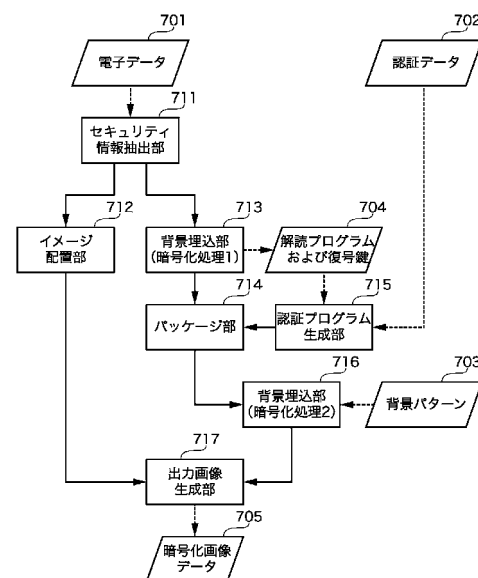 701
電子データ
702
認証データ
711
セキュリティ
情報抽出部
712
イメージ
配置部
713
背景埋込部
(暗号化処理1)
704
解読プログラム
および復号鍵
714
パッケージ部
715
認証プログラム
生成部
716
背景埋込部
(暗号化処理2)
703
背景パターン
717
出力画像
生成部
705
暗号化画像
データ